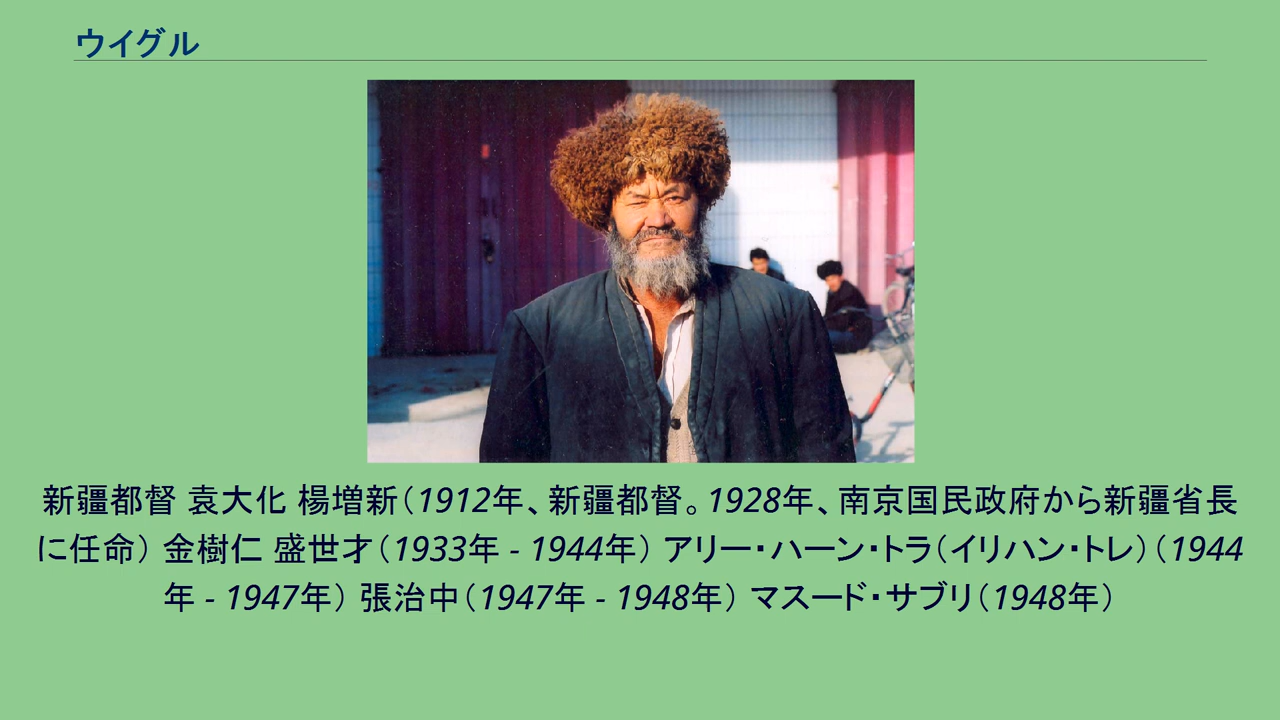 ウイグル
新疆都督 袁大化 楊増新（1912年、新疆都督。1928年、南京国民政府から新疆省長
に任命） 金樹仁 盛世才（1933年 - 1944年） アリー・ハーン・トラ（イリハン・トレ）（1944
年 - 1947年） 張治中（1947年 - 1948年） マスード・サブリ（1948年）